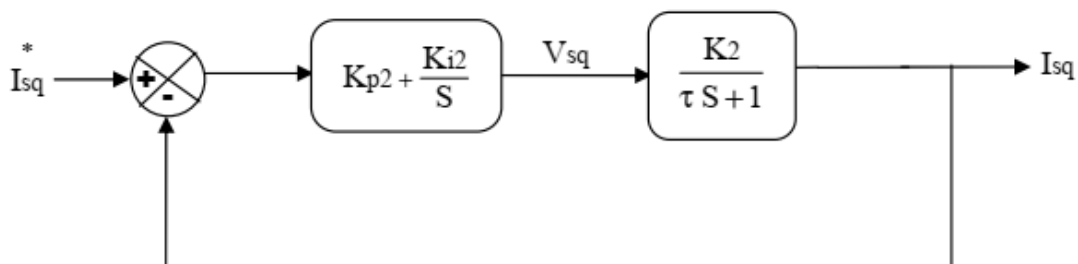 *
Isq
+
-
Kp2 + Ki2
S
Vsq
K2
τ S + 1
Isq